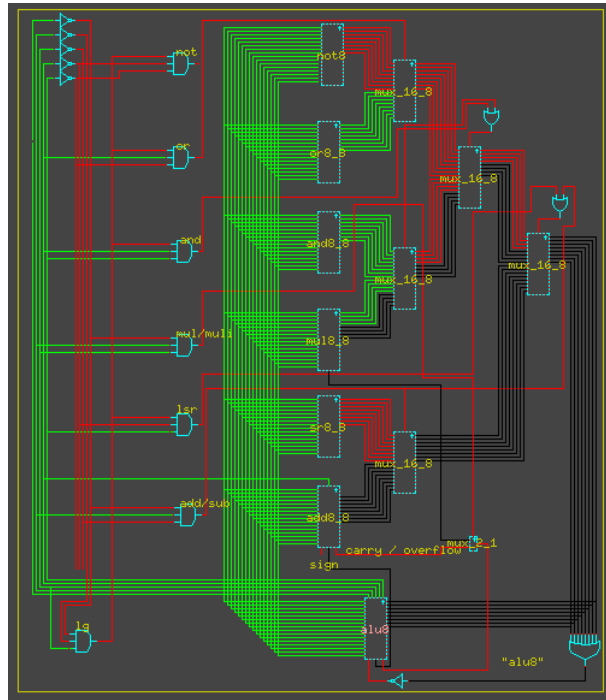 not
not8
mux_16_8
or
or8_8
mux_16_8
and
and8_8
mux_16_8
mux_16_8
mul/muli
mul8_8
lsr
sr8_8
mux_16_8
add/sub
add8_8
carry / overflow
mux_2_1
sign
alu8
lg
"alu8"